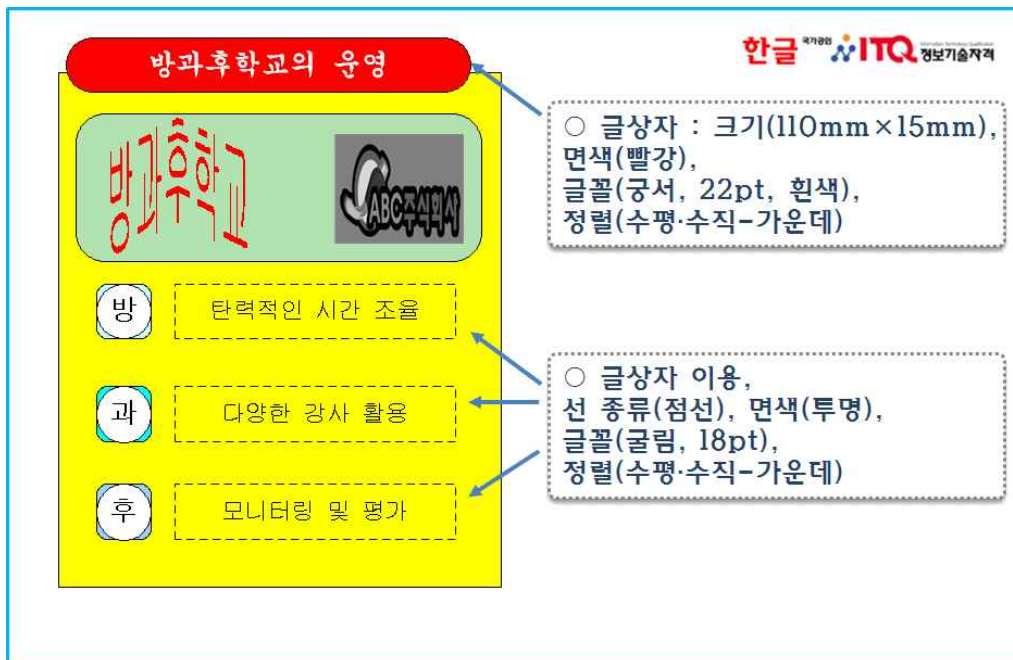 방과후학교의 운영
한글 국가공인 ITQ 정보기술자격
Information Technology Qualification
○ 글상자 : 크기(110mm×15mm),
면색(빨강),
글꼴(궁서, 22pt, 흰색),
정렬(수평·수직-가운데)
방과후학교
ABC주식회사
방 탄력적인 시간 조율
과 다양한 강사 활용
후 모니터링 및 평가
○ 글상자 이용,
선 종류(점선), 면색(투명),
글꼴(굴림, 18pt),
정렬(수평·수직-가운데)